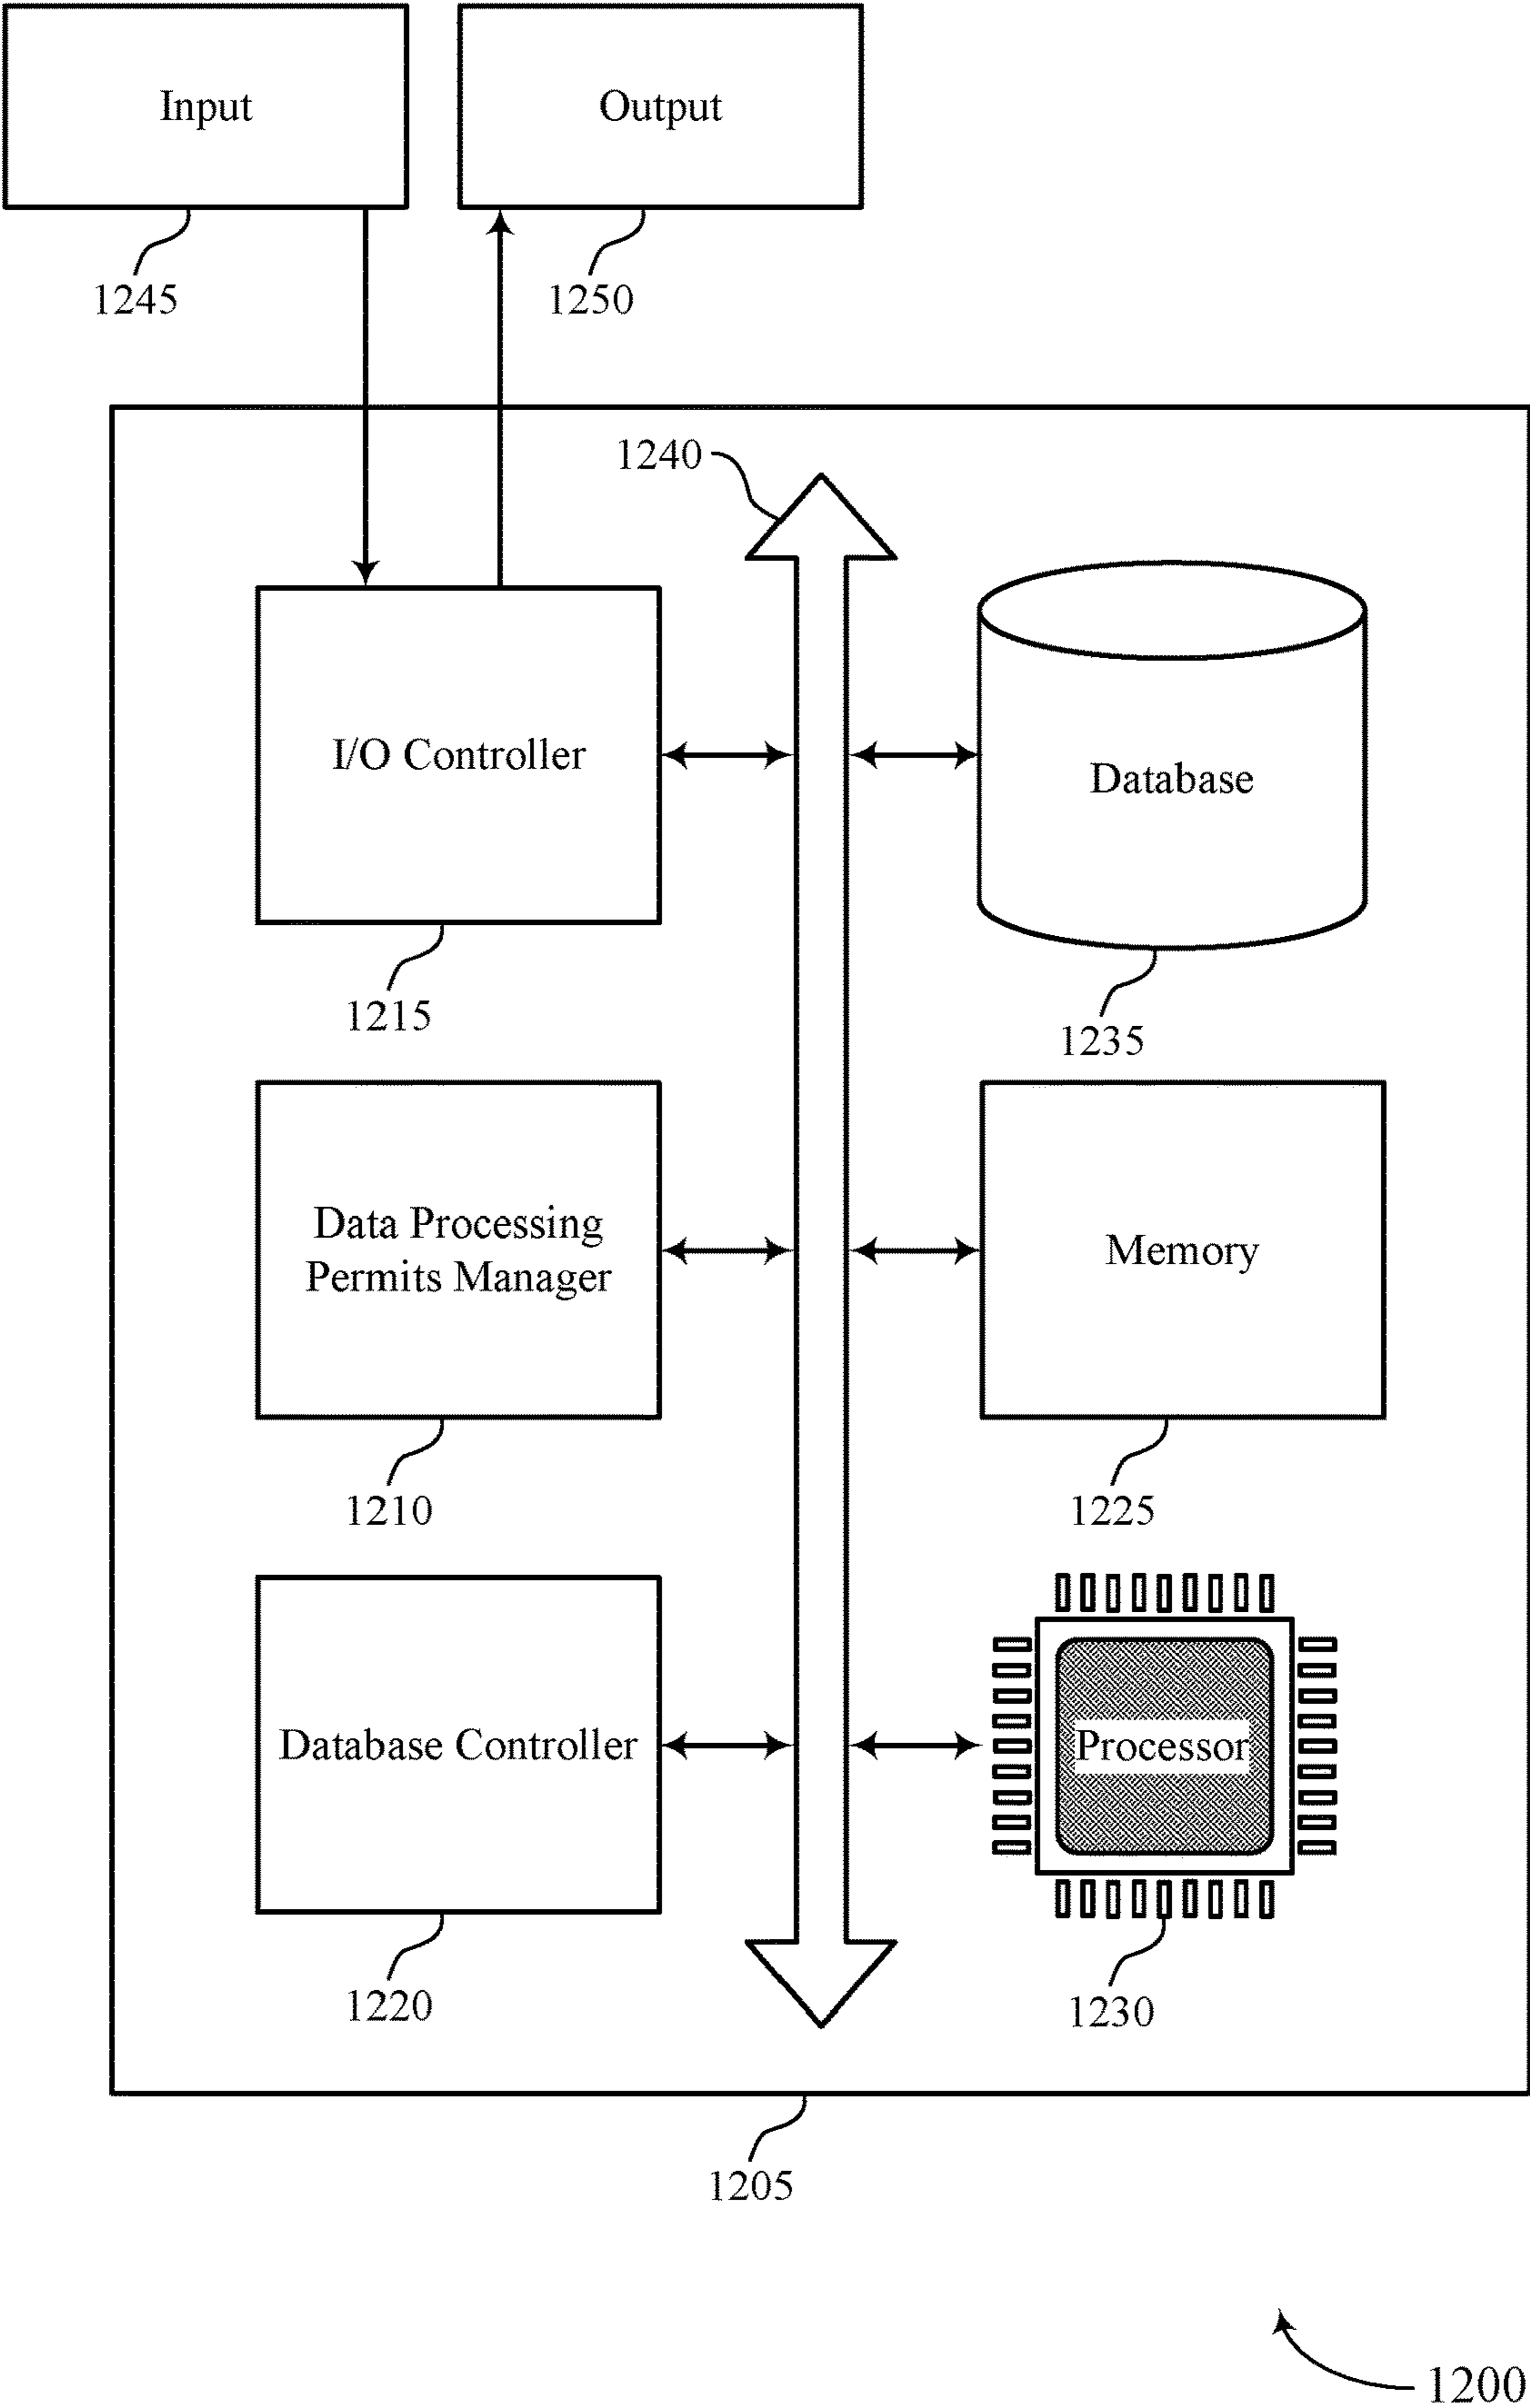 Input
Output
1245
1250
1240
I/O Controller
Database
1215
1235
Data Processing
Permits Manager
Memory
1210
1225
Database Controller
Processor
1220
1230
1205
1200